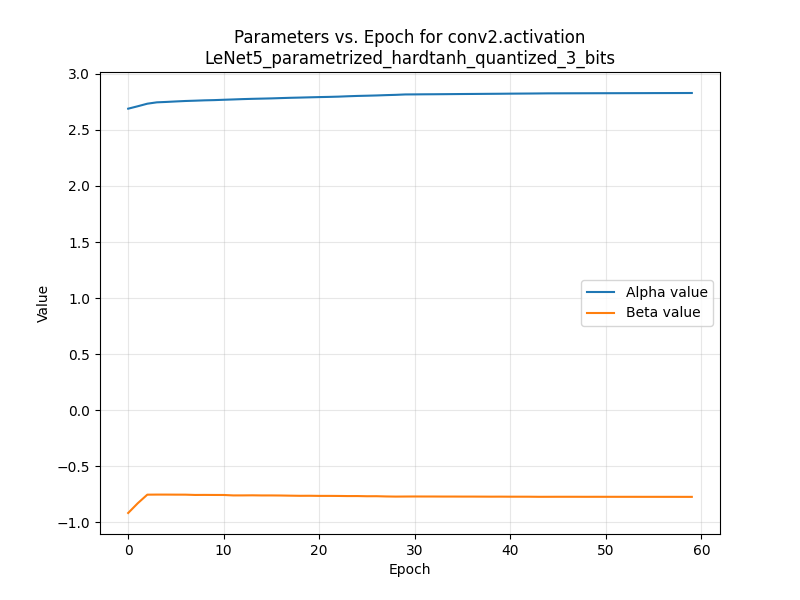 Parameters vs. Epoch for conv2.activation
LeNet5_parametrized_hardtanh_quantized_3_bits
3.0
2.5
2.0
1.5
1.0
0.5
0.0
−0.5
−1.0
Value
Alpha value
Beta value
0 10 20 30 40 50 60
Epoch